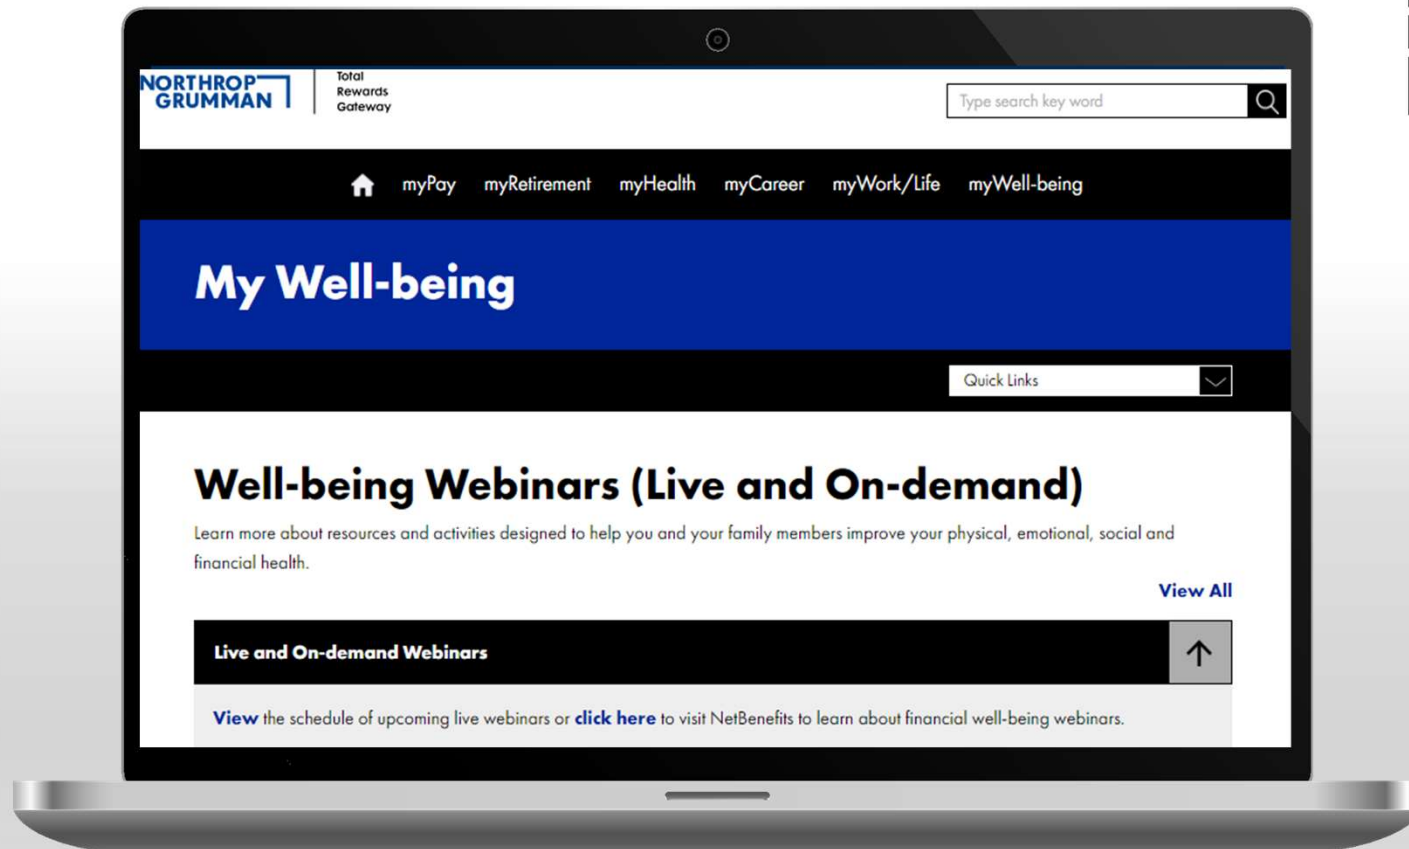 NORTHROP
GRUMMAN
Total
Rewards
Gateway
Type search key word
myPay myRetirement myHealth myCareer myWork/Life myWell-being
My Well-being
Quick Links
Well-being Webinars (Live and On-demand)
Learn more about resources and activities designed to help you and your family members improve your physical, emotional, social and
financial health.
View All
Live and On-demand Webinars
View the schedule of upcoming live webinars or click here to visit NetBenefits to learn about financial well-being webinars.